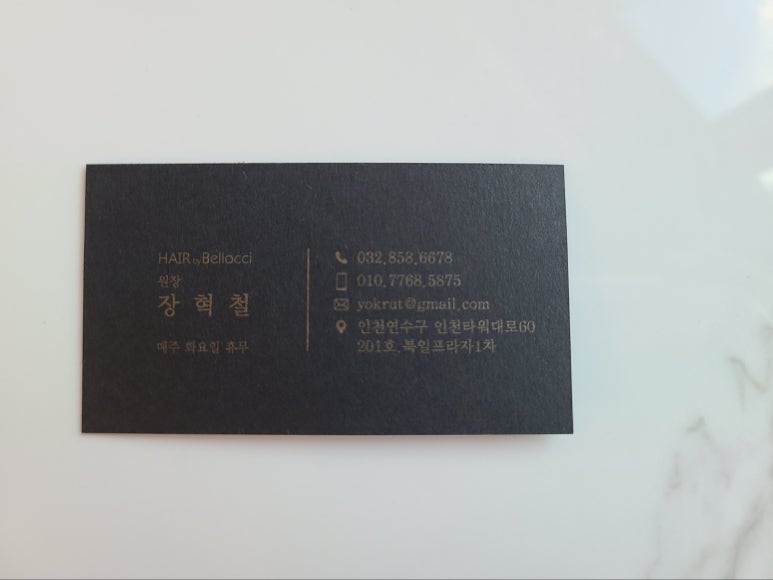 HAIR by Bellocci
원장
장 혁 철
매주 화요일 휴무
032.858.6678
010.7768.5875
yokrut@gmail.com
인천연수구 인천타워대로60
201호.북일프라자1차